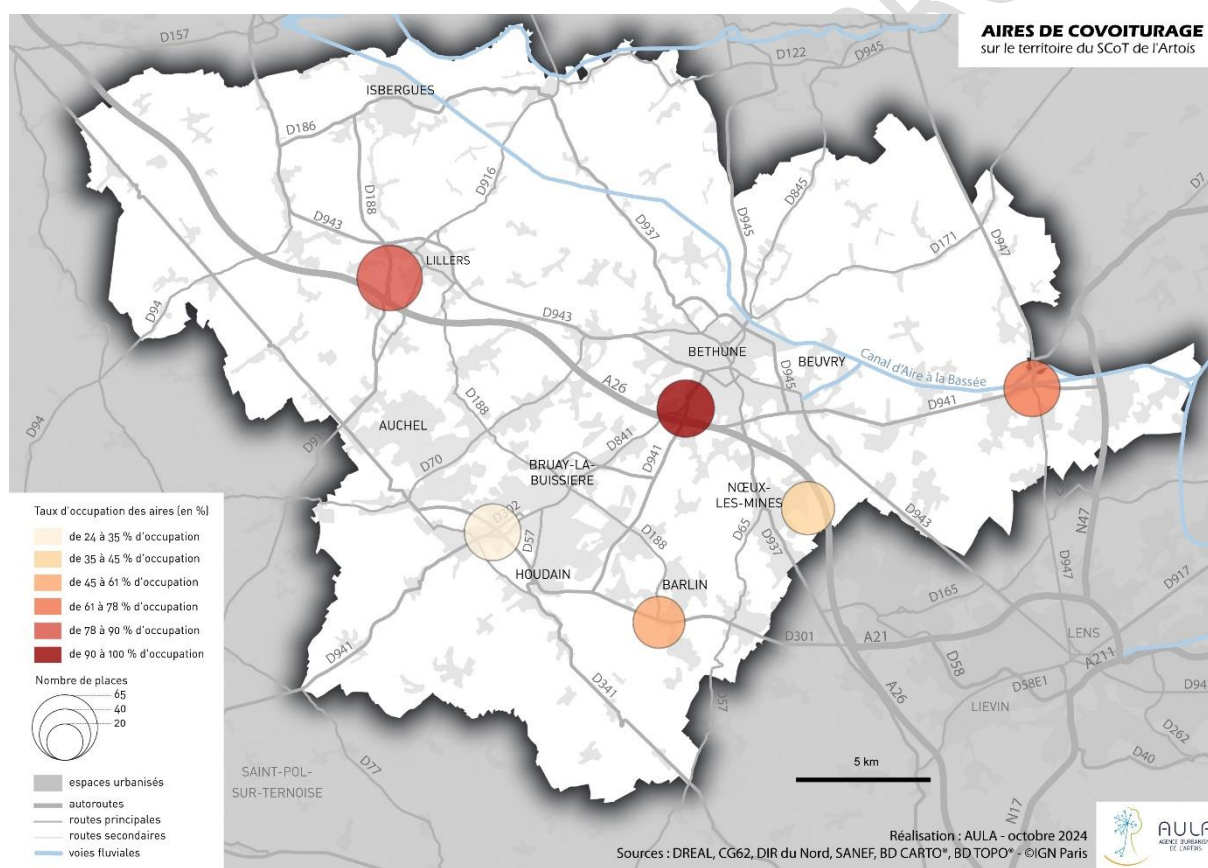 AIRES DE COVOITURAGE
sur le territoire du SCoT de l'Artois
D157
D122
D945
ISBERGUES
D186
D916
D188
D845
D7
D943
D937
D945
D171
D947
LILLERS
D94
D943
BETHUNE
BEUVRY
Canal d'Aire à la Bassée
A26
D945
D941
D188
AUCHEL
D841
D94
D70
D941
BRUAY-LA-
BUISSIERE
NŒUX-
LES-MINES
D943
N47
D57
D188
D65
D937
HOUDAIN
BARLIN
D947
D917
D165
D301
A21
LENS
D941
D341
D58
A211
D58E1
D94
A26
LIEVIN
D57
D262
D40
D77
SAINT-POL-
SUR-TERNOISE
N17
5 km
Taux d'occupation des aires (en %)
de 24 à 35 % d'occupation
de 35 à 45 % d'occupation
de 45 à 61 % d'occupation
de 61 à 78 % d'occupation
de 78 à 90 % d'occupation
de 90 à 100 % d'occupation
Nombre de places
65
40
20
espaces urbanisés
autoroutes
routes principales
routes secondaires
voies fluviales
Réalisation : AULA - octobre 2024
Sources : DREAL, CG62, DIR du Nord, SANEF, BD CARTO®, BD TOPO® - ©IGN Paris
AULA
AGENCE D'URBANISME
DE L'ARTOIS